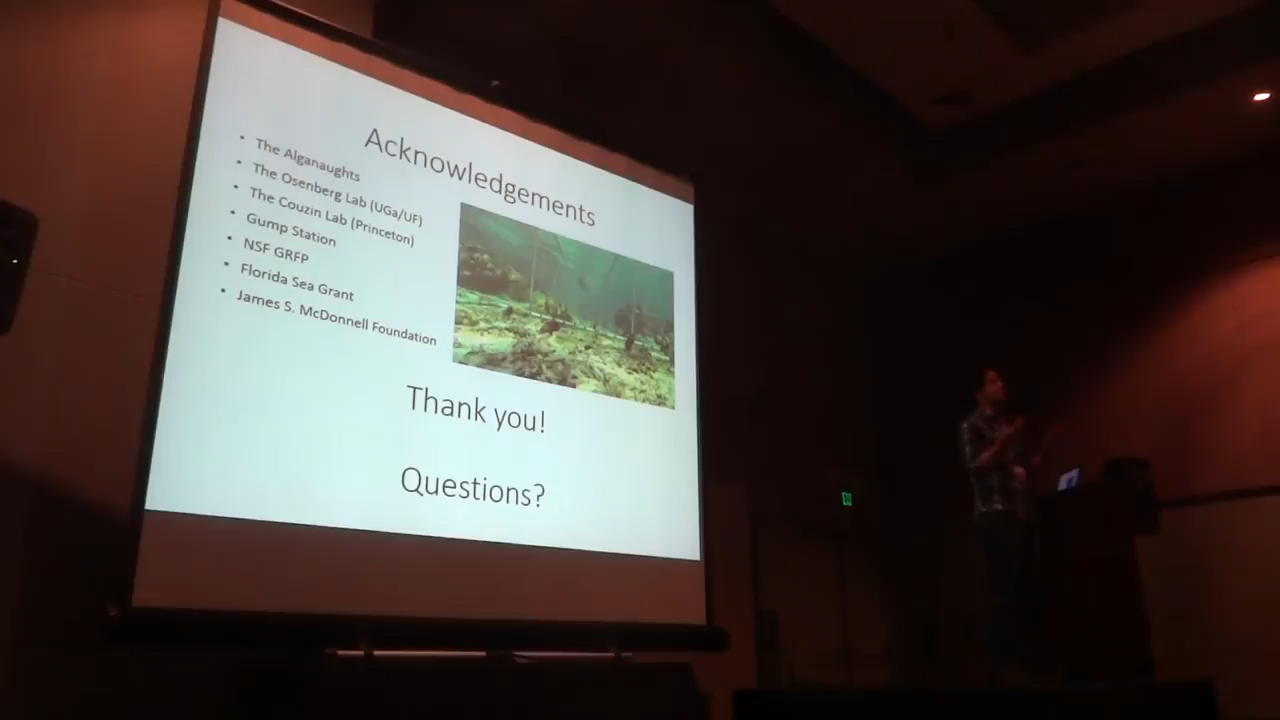 Acknowledgements
The Alganaughts
The Osenberg Lab (UGa/UF)
The Couzin Lab (Princeton)
Gump Station
NSF GRFP
Florida Sea Grant
James S. McDonnell Foundation
Thank you!
Questions?